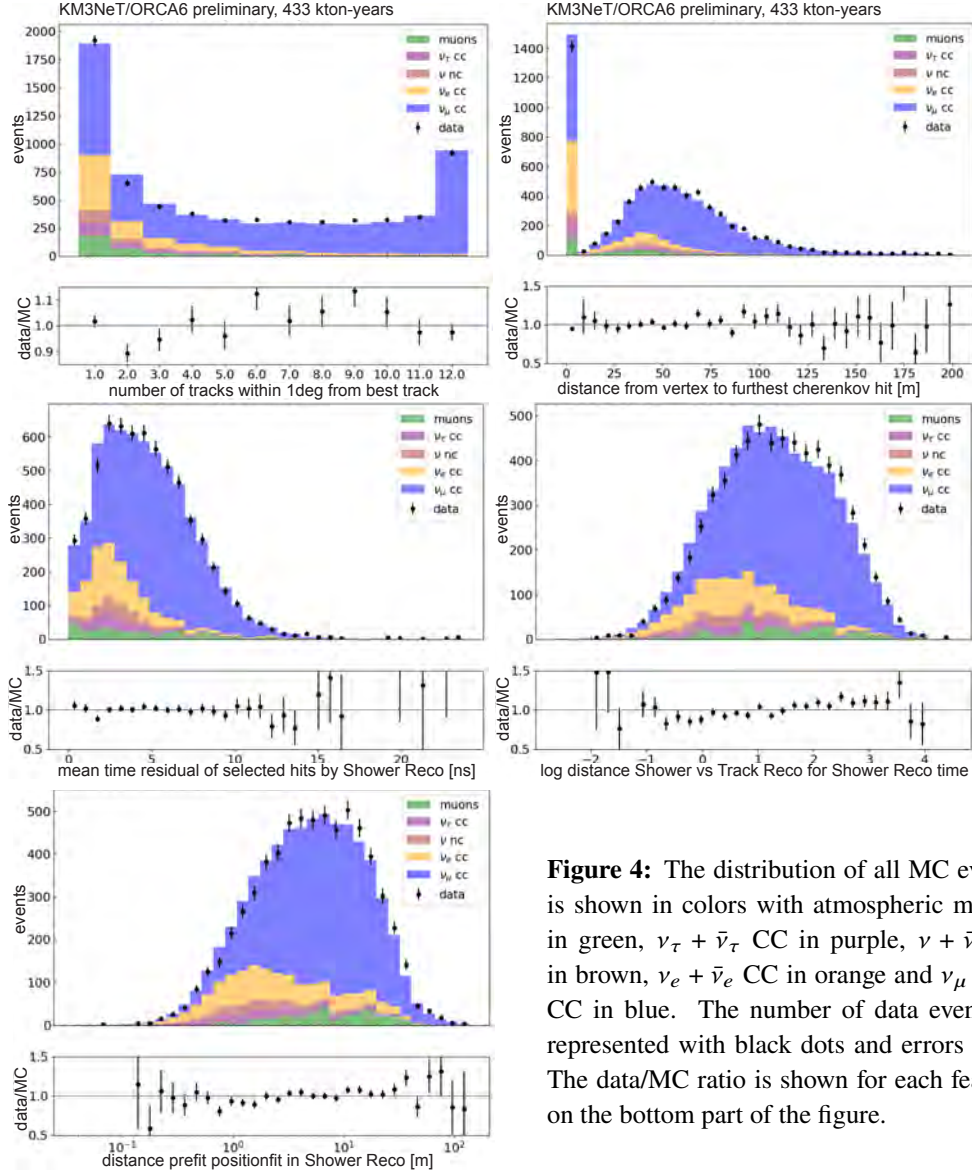 KM3NeT/ORCA6 preliminary, 433 kton-years
2000
1750
1500
1250
1000
750
500
250
0
events
muons
ντ cc
ν nc
νe cc
νμ cc
data
1.1
1.0
0.9
data/MC
1.0 2.0 3.0 4.0 5.0 6.0 7.0 8.0 9.0 10.0 11.0 12.0
number of tracks within 1deg from best track
KM3NeT/ORCA6 preliminary, 433 kton-years
1400
1200
1000
800
600
400
200
0
events
muons
ντ cc
ν nc
νe cc
νμ cc
data
1.5
1.0
0.5
data/MC
0 25 50 75 100 125 150 175 200
distance from vertex to furthest cherenkov hit [m]
600
500
400
300
200
100
0
events
muons
ντ cc
ν nc
νe cc
νμ cc
data
1.5
1.0
0.5
data/MC
0 5 10 15 20
mean time residual of selected hits by Shower Reco [ns]
500
400
300
200
100
0
events
muons
ντ cc
ν nc
νe cc
νμ cc
data
1.5
1.0
0.5
data/MC
−2 −1 0 1 2 3 4
log distance Shower vs Track Reco for Shower Reco time
500
400
300
200
100
0
events
muons
ντ cc
ν nc
νe cc
νμ cc
data
1.5
1.0
0.5
data/MC
10⁻¹ 10⁰ 10¹ 10²
distance prefit positionfit in Shower Reco [m]
Figure 4: The distribution of all MC eve
is shown in colors with atmospheric m
in green, ντ + ν̄τ CC in purple, ν + ν̄
in brown, νe + ν̄e CC in orange and νμ
CC in blue. The number of data even
represented with black dots and errors
The data/MC ratio is shown for each fea
on the bottom part of the figure.